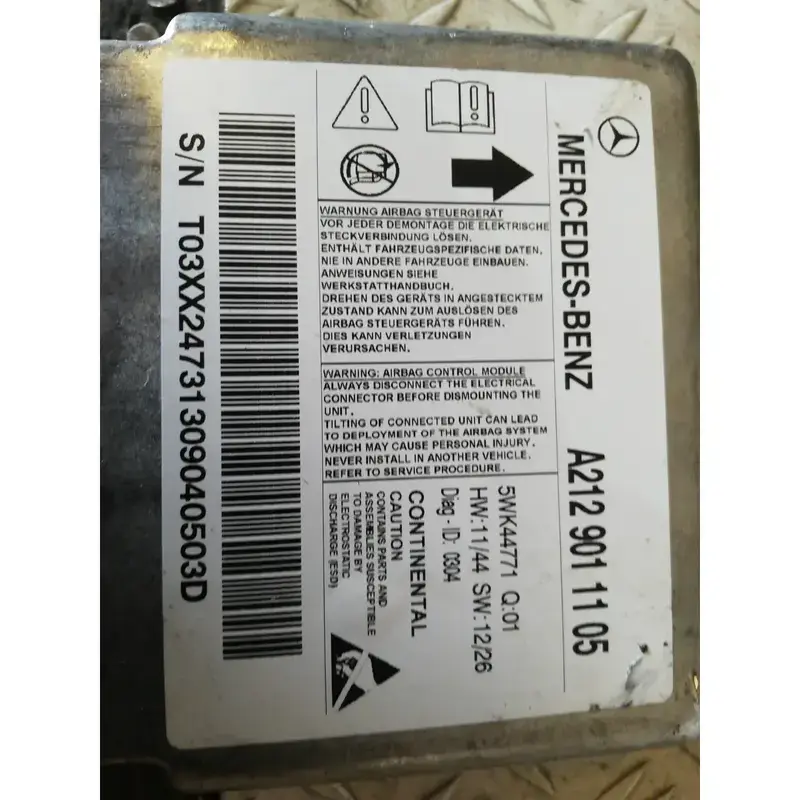 MERCEDES-BENZ A212 901 11 05
WARNUNG AIRBAG STEUERGERÄT
VOR JEDER DEMONTAGE DIE ELEKTRISCHE
STECKVERBINDUNG LÖSEN.
ENTHÄLT FAHRZEUGSPEZIFISCHE DATEN.
NIE IN ANDERE FAHRZEUGE EINBAUEN.
ANWEISUNGEN SIEHE
WERKSTATTHANDBUCH.
DREHEN DES GERÄTS IN ANGESTECKTEM
ZUSTAND KANN ZUM AUSLÖSEN DES
AIRBAG STEUERGERÄTS FÜHREN.
DIES KANN VERLETZUNGEN
VERURSACHEN.
WARNING: AIRBAG CONTROL MODULE
ALWAYS DISCONNECT THE ELECTRICAL
CONNECTOR BEFORE DISMOUNTING THE
UNIT.
TILTING OF CONNECTED UNIT CAN LEAD
TO DEPLOYMENT OF THE AIRBAG SYSTEM
WHICH MAY CAUSE PERSONAL INJURY.
NEVER INSTALL IN ANOTHER VEHICLE.
REFER TO SERVICE PROCEDURE.
5WK44771 Q:01
HW:11/44 SW:12/26
Diag - ID: 0304
CONTINENTAL
CAUTION
CONTAINS PARTS AND
ASSEMBLIES SUSCEPTIBLE
TO DAMAGE BY
ELECTROSTATIC
DISCHARGE (ESD)
S/N T03XX2473130904050​3D